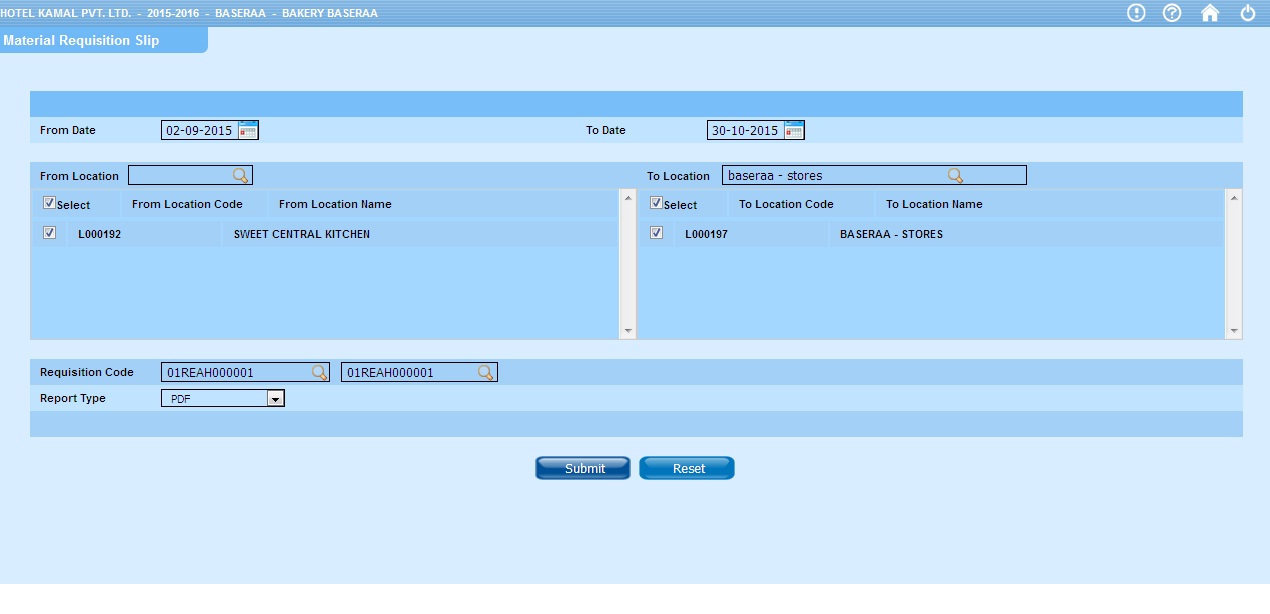 HOTEL KAMAL PVT. LTD. - 2015-2016 - BASERAA - BAKERY BASERAA
Material Requisition Slip
From Date 02-09-2015 To Date 30-10-2015
From Location To Location baseraa - stores
Select From Location Code From Location Name Select To Location Code To Location Name
L000192 SWEET CENTRAL KITCHEN L000197 BASERAA - STORES
Requisition Code 01REAH000001 01REAH000001
Report Type PDF
Submit Reset